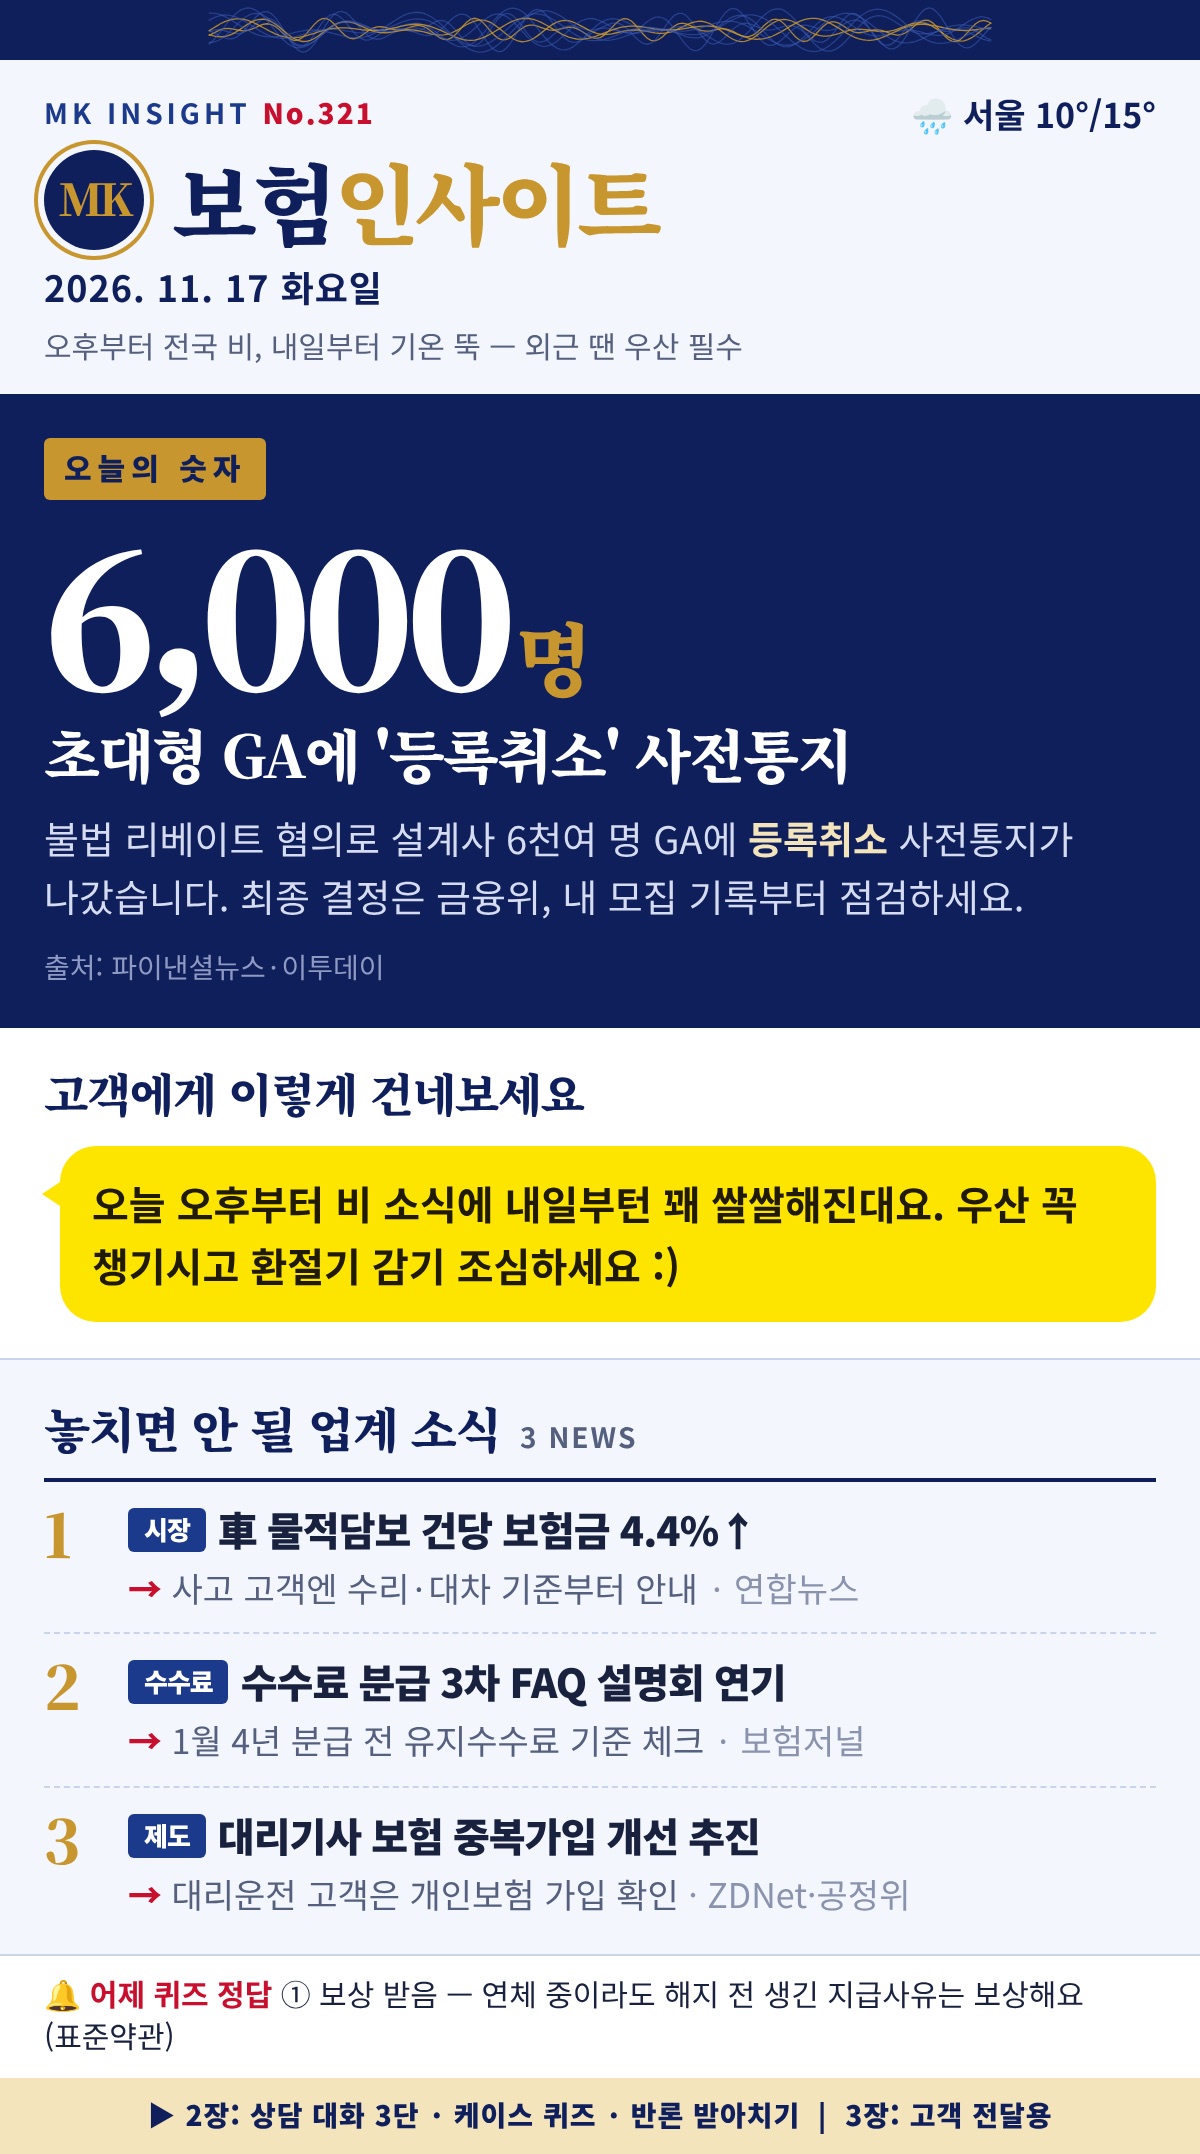 MK INSIGHT No.321
🌧️ 서울 10°/15°
MK 보험인사이트
2026. 11. 17 화요일
오후부터 전국 비, 내일부터 기온 뚝 — 외근 땐 우산 필수
오늘의 숫자
6,000명
초대형 GA에 '등록취소' 사전통지
불법 리베이트 혐의로 설계사 6천여 명 GA에 등록취소 사전통지가
나갔습니다. 최종 결정은 금융위, 내 모집 기록부터 점검하세요.
출처: 파이낸셜뉴스·이투데이
고객에게 이렇게 건네보세요
오늘 오후부터 비 소식에 내일부턴 꽤 쌀쌀해진대요. 우산 꼭
챙기시고 환절기 감기 조심하세요 :)
놓치면 안 될 업계 소식 3 NEWS
1 시장 車 물적담보 건당 보험금 4.4%↑
→ 사고 고객엔 수리·대차 기준부터 안내 · 연합뉴스
2 수수료 수수료 분급 3차 FAQ 설명회 연기
→ 1월 4년 분급 전 유지수수료 기준 체크 · 보험저널
3 제도 대리기사 보험 중복가입 개선 추진
→ 대리운전 고객은 개인보험 가입 확인 · ZDNet·공정위
🔔 어제 퀴즈 정답 ① 보상 받음 — 연체 중이라도 해지 전 생긴 지급사유는 보상해요
(표준약관)
▶ 2장: 상담 대화 3단 · 케이스 퀴즈 · 반론 받아치기 | 3장: 고객 전달용